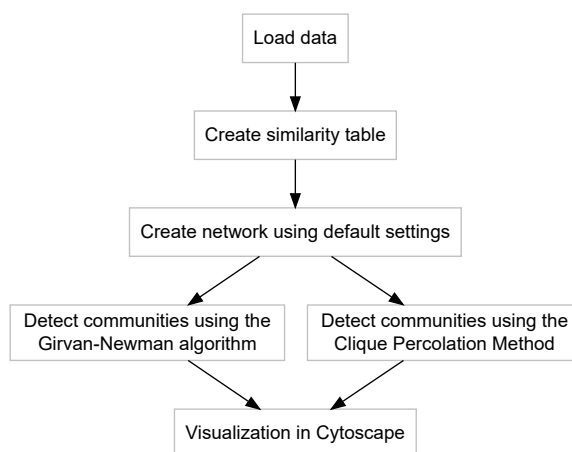 Load data
Create similarity table
Create network using default settings
Detect communities using the
Girvan-Newman algorithm
Detect communities using the
Clique Percolation Method
Visualization in Cytoscape